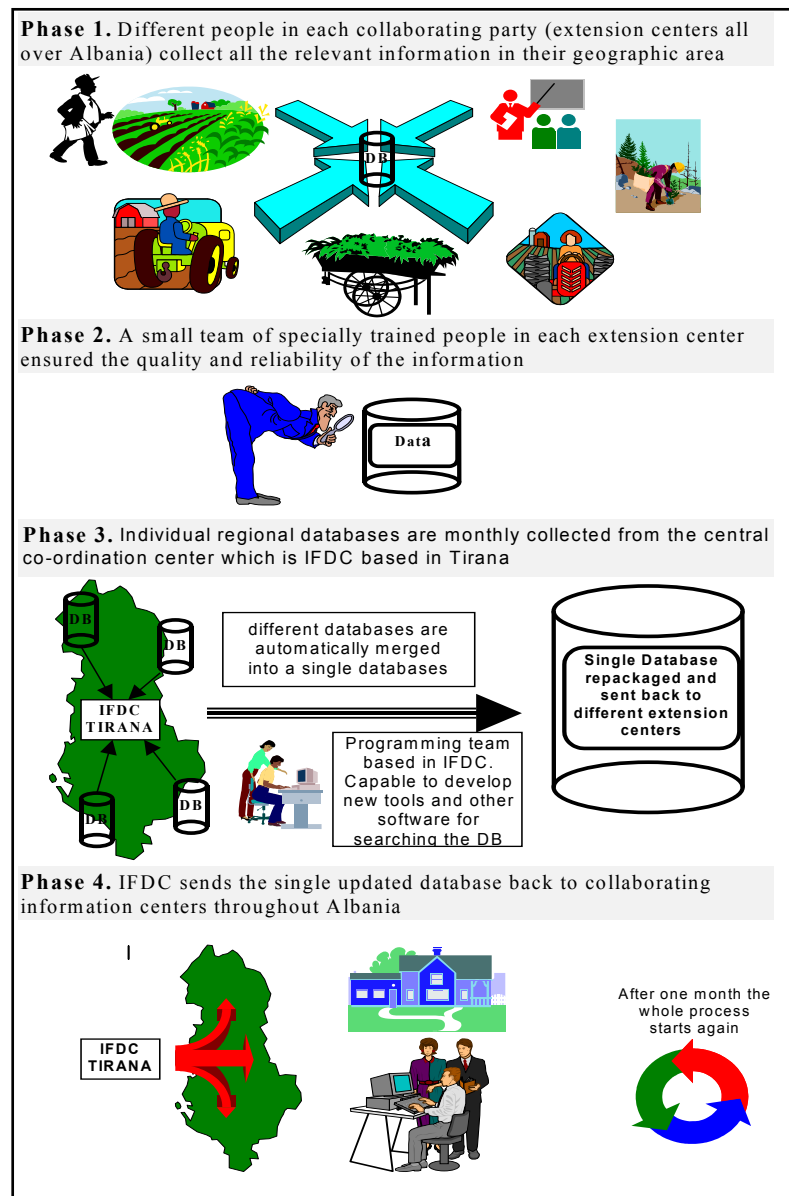 Phase 1. Different people in each collaborating party (extension centers all
over Albania) collect all the relevant information in their geographic area
DB
Phase 2. A small team of specially trained people in each extension center
ensured the quality and reliability of the information
Data
Phase 3. Individual regional databases are monthly collected from the central
co-ordination center which is IFDC based in Tirana
DB
DB
IFDC
TIRANA
DB
DB
different databases are
automatically merged
into a single databases
Programming team
based in IFDC.
Capable to develop
new tools and other
software for
searching the DB
Single Database
repackaged and
sent back to
different extension
centers
Phase 4. IFDC sends the single updated database back to collaborating
information centers throughout Albania
IFDC
TIRANA
After one month the
whole process
starts again